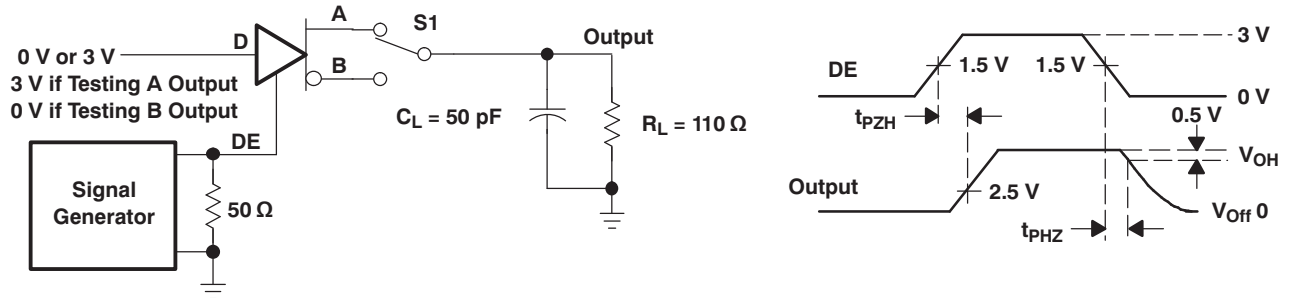 A
S1
D
0 V or 3 V
B
Output
3 V if Testing A Output
0 V if Testing B Output
DE
C_L = 50 pF
R_L = 110 Ω
Signal
Generator
50 Ω
3 V
DE
1.5 V
1.5 V
0 V
t_PZH
0.5 V
V_OH
Output
2.5 V
V_Off 0
t_PHZ